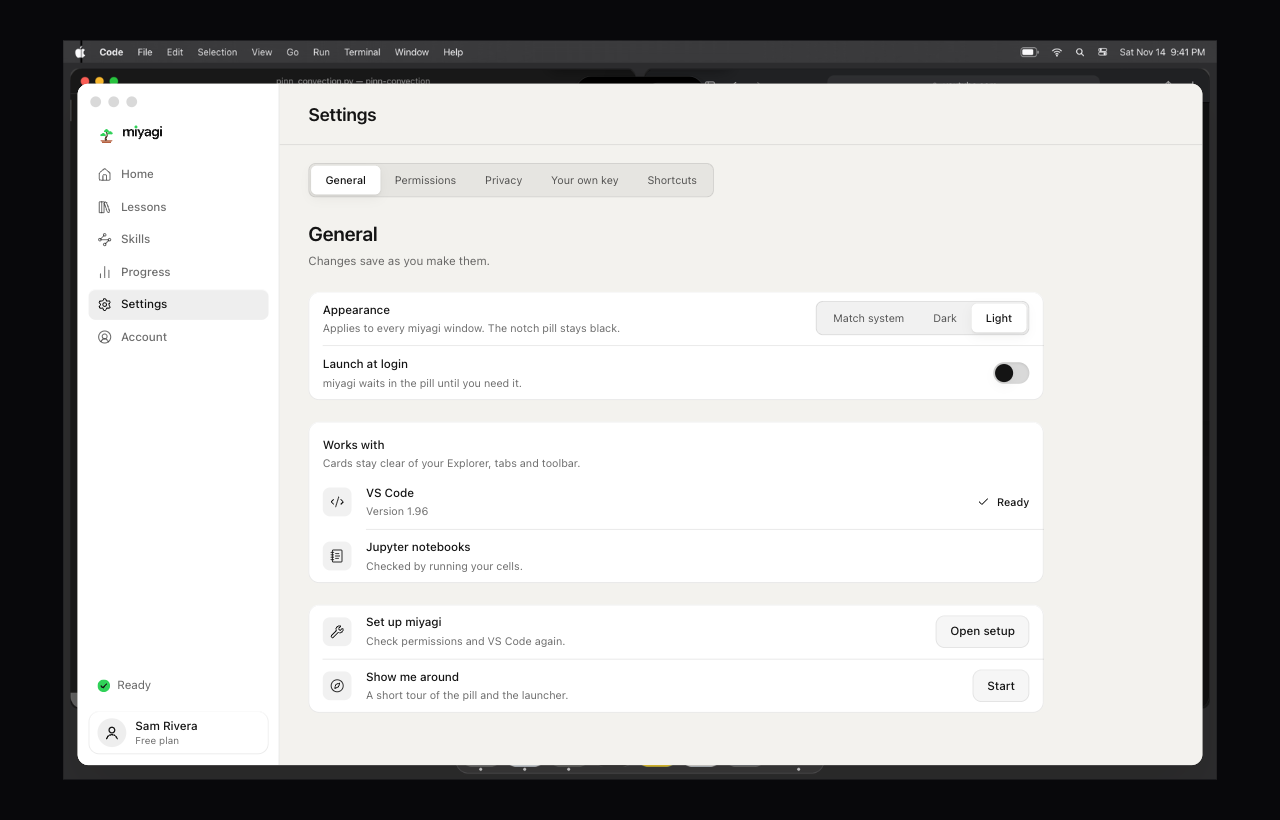 Code File Edit Selection View Go Run Terminal Window Help
Sat Nov 14 9:41 PM
pinn_convection.py — pinn-convection
miyagi
Home
Lessons
Skills
Progress
Settings
Account
Ready
Sam Rivera
Free plan
Settings
General Permissions Privacy Your own key Shortcuts
General
Changes save as you make them.
Appearance
Applies to every miyagi window. The notch pill stays black.
Match system Dark Light
Launch at login
miyagi waits in the pill until you need it.
Works with
Cards stay clear of your Explorer, tabs and toolbar.
VS Code
Version 1.96
Ready
Jupyter notebooks
Checked by running your cells.
Set up miyagi
Check permissions and VS Code again.
Open setup
Show me around
A short tour of the pill and the launcher.
Start